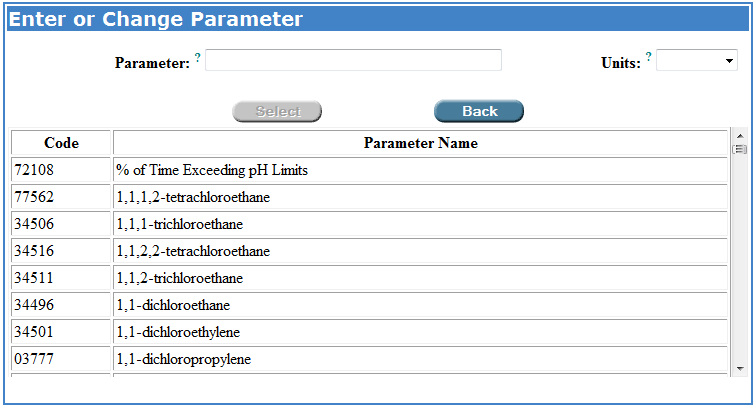 Enter or Change Parameter
Parameter: ? Units: ?
Select Back
Code Parameter Name
72108 % of Time Exceeding pH Limits
77562 1,1,1,2-tetrachloroethane
34506 1,1,1-trichloroethane
34516 1,1,2,2-tetrachloroethane
34511 1,1,2-trichloroethane
34496 1,1-dichloroethane
34501 1,1-dichloroethylene
03777 1,1-dichloropropylene